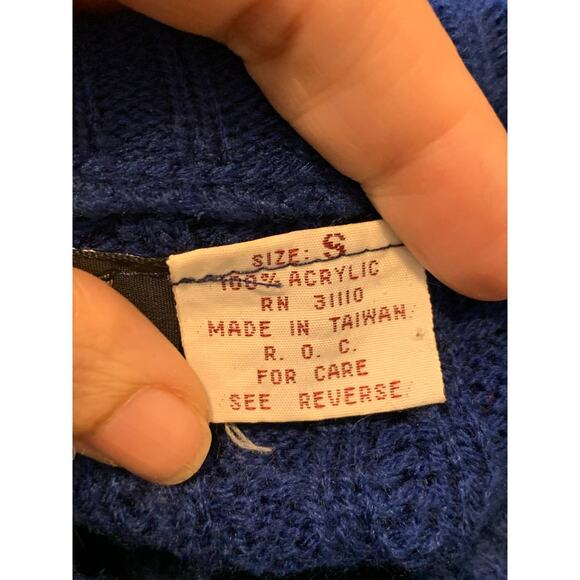 SIZE: S
100% ACRYLIC
RN 31110
MADE IN TAIWAN
R. O. C.
FOR CARE
SEE REVERSE